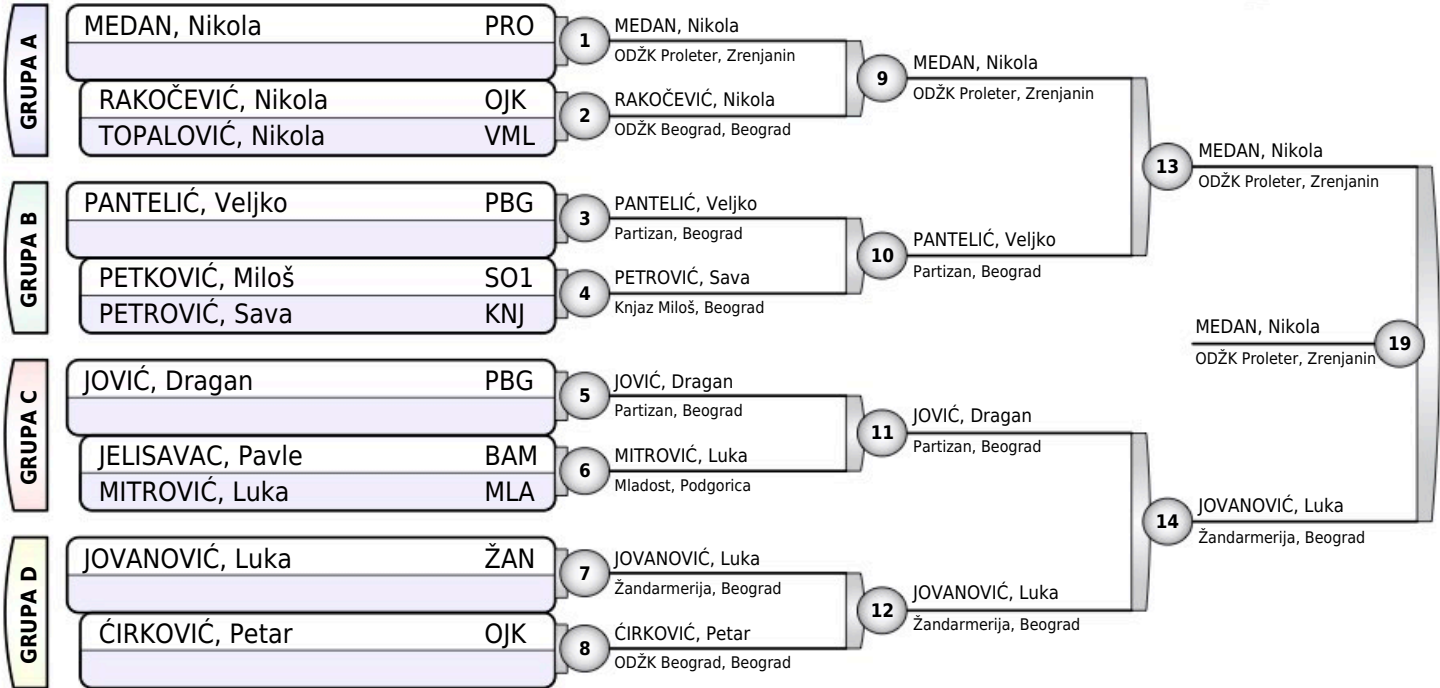 GRUPA A
MEDAN, Nikola PRO
RAKOČEVIĆ, Nikola OJK
TOPALOVIĆ, Nikola VML
GRUPA B
PANTELIĆ, Veljko PBG
PETKOVIĆ, Miloš SO1
PETROVIĆ, Sava KNJ
GRUPA C
JOVIĆ, Dragan PBG
JELISAVAC, Pavle BAM
MITROVIĆ, Luka MLA
GRUPA D
JOVANOVIĆ, Luka ŽAN
ĆIRKOVIĆ, Petar OJK
1
MEDAN, Nikola
ODŽK Proleter, Zrenjanin
2
RAKOČEVIĆ, Nikola
ODŽK Beograd, Beograd
3
PANTELIĆ, Veljko
Partizan, Beograd
4
PETROVIĆ, Sava
Knjaz Miloš, Beograd
5
JOVIĆ, Dragan
Partizan, Beograd
6
MITROVIĆ, Luka
Mladost, Podgorica
7
JOVANOVIĆ, Luka
Žandarmerija, Beograd
8
ĆIRKOVIĆ, Petar
ODŽK Beograd, Beograd
9
MEDAN, Nikola
ODŽK Proleter, Zrenjanin
10
PANTELIĆ, Veljko
Partizan, Beograd
11
JOVIĆ, Dragan
Partizan, Beograd
12
JOVANOVIĆ, Luka
Žandarmerija, Beograd
13
MEDAN, Nikola
ODŽK Proleter, Zrenjanin
14
JOVANOVIĆ, Luka
Žandarmerija, Beograd
MEDAN, Nikola
ODŽK Proleter, Zrenjanin
19